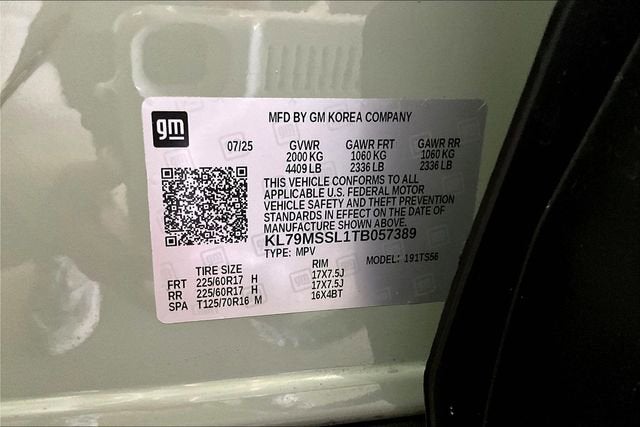 gm
MFD BY GM KOREA COMPANY
07/25 GVWR GAWR FRT GAWR RR
2000 KG 1060 KG 1060 KG
4409 LB 2336 LB 2336 LB
THIS VEHICLE CONFORMS TO ALL
APPLICABLE U.S. FEDERAL MOTOR
VEHICLE SAFETY AND THEFT PREVENTION
STANDARDS IN EFFECT ON THE DATE OF
MANUFACTURE SHOWN ABOVE.
KL79MSSL1TB057389
TYPE: MPV MODEL: 191TS56
TIRE SIZE RIM
FRT 225/60R17 H 17X7.5J
RR 225/60R17 H 17X7.5J
SPA T125/70R16 M 16X4BT